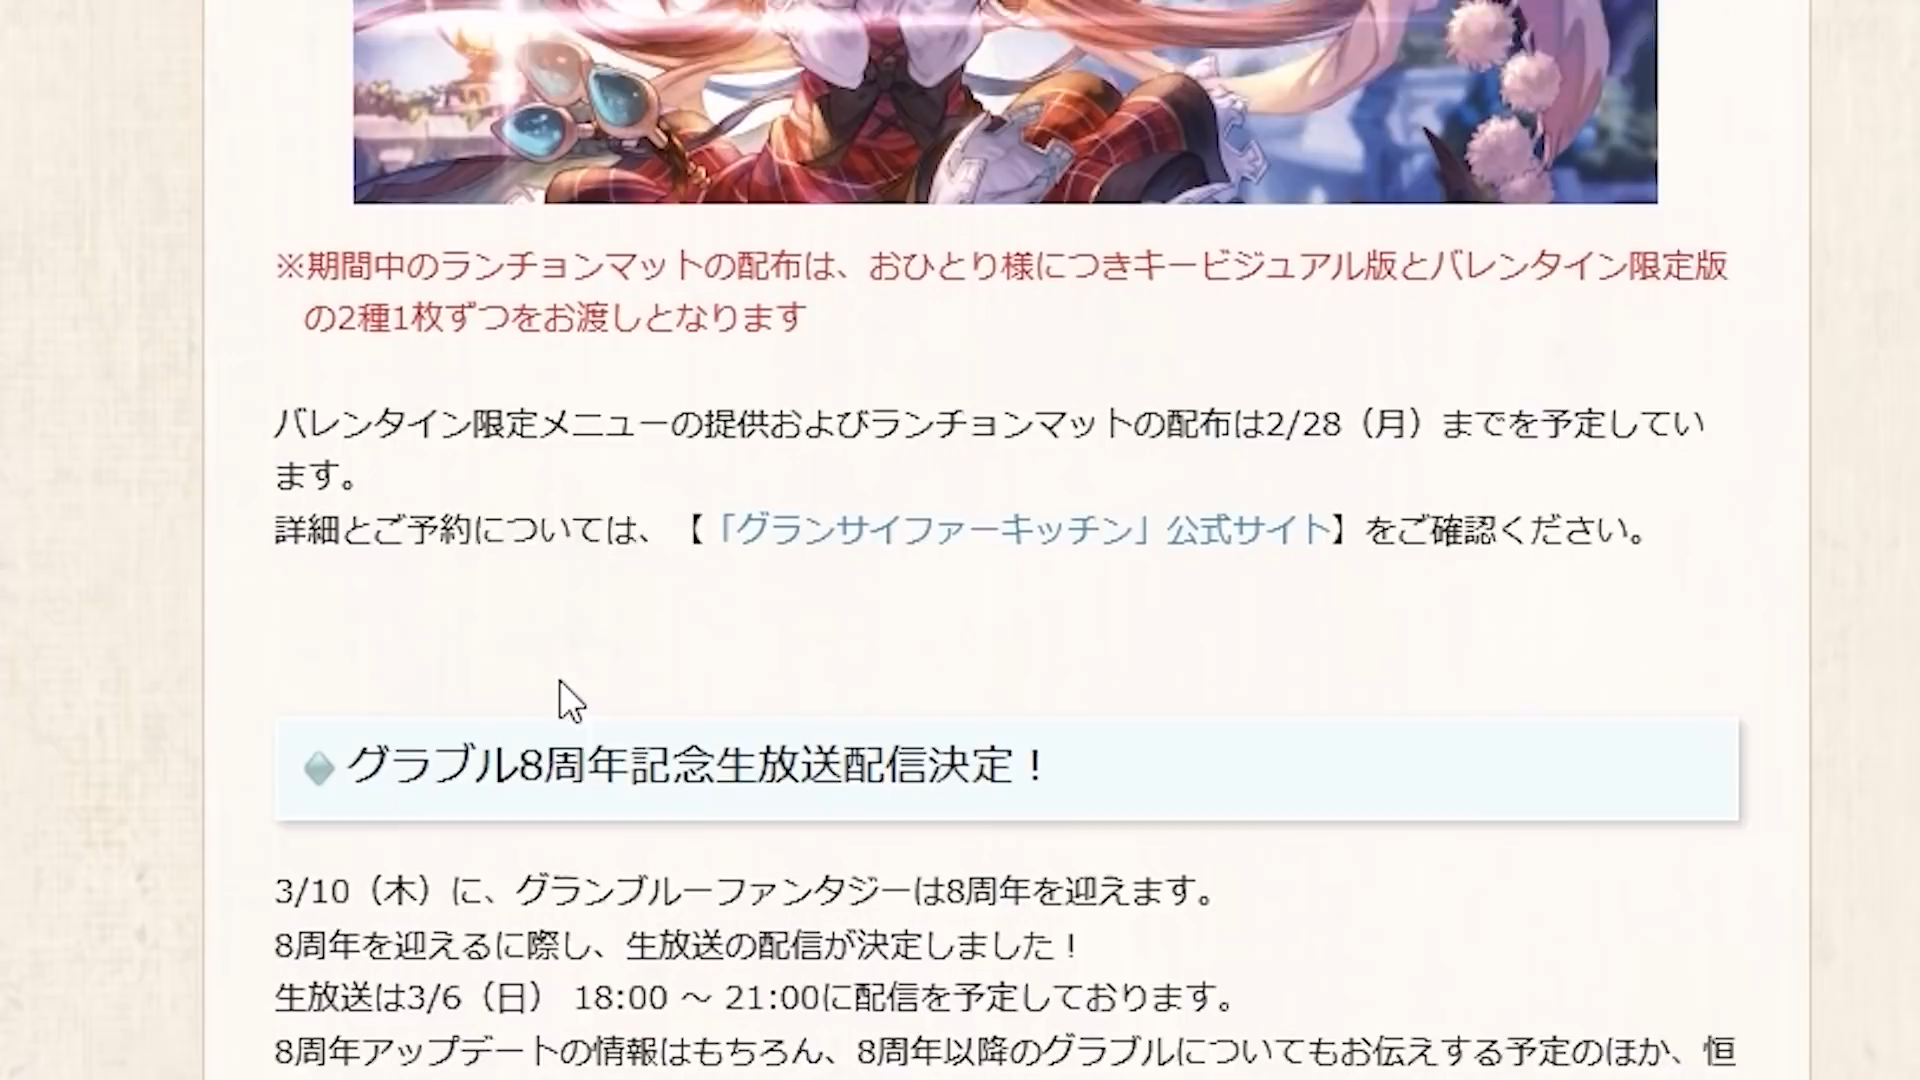 ※期間中のランチョンマットの配布は、おひとり様につきキービジュアル版とバレンタイン限定版
の2種1枚ずつをお渡しとなります
バレンタイン限定メニューの提供およびランチョンマットの配布は2/28（月）までを予定してい
ます。
詳細とご予約については、【「グランサイファーキッチン」公式サイト】をご確認ください。
グラブル8周年記念生放送配信決定！
3/10（木）に、グランブルーファンタジーは8周年を迎えます。
8周年を迎えるに際し、生放送の配信が決定しました！
生放送は3/6（日） 18:00 ～ 21:00に配信を予定しております。
8周年アップデートの情報はもちろん、8周年以降のグラブルについてもお伝えする予定のほか、恒